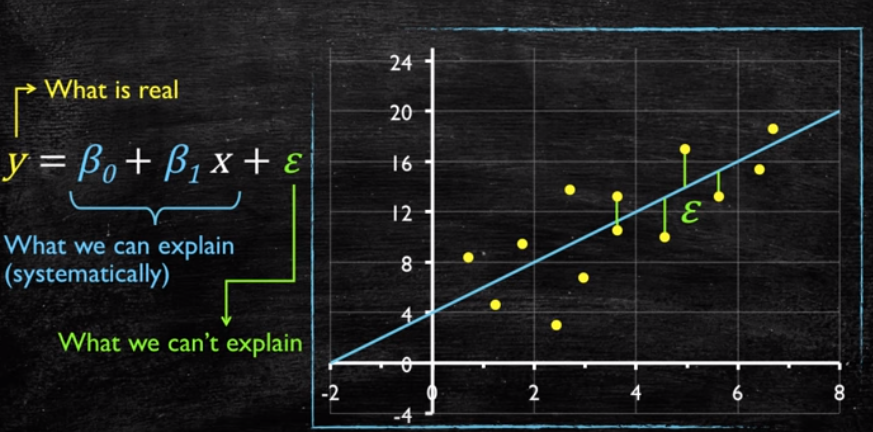 What is real
y = β₀ + β₁ x + ε
What we can explain
(systematically)
What we can't explain
24
20
16
12
8
4
0
-4
ε
-2 0 2 4 6 8